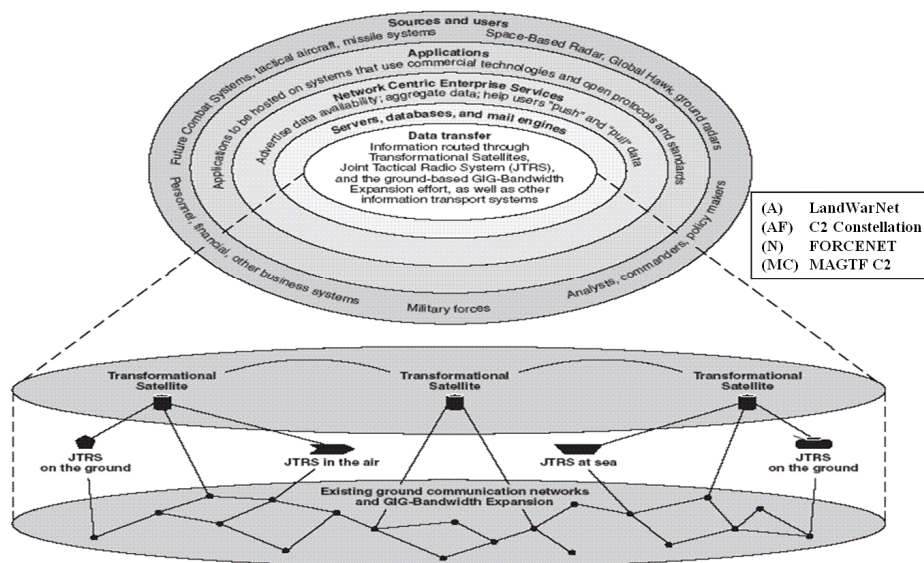 Sources and users
Future Combat Systems, tactical aircraft, missile systems
Space-Based Radar, Global Hawk, ground radars
Applications
Applications to be hosted on systems that use commercial technologies and open protocols and standards
Network Centric Enterprise Services
Advertise data availability; aggregate data; help users "push" and "pull" data
Servers, databases, and mail engines
Data transfer
Information routed through
Transformational Satellites,
Joint Tactical Radio System (JTRS),
and the ground-based GIG-Bandwidth
Expansion effort, as well as other
information transport systems
Personnel, financial, other business systems
Military forces
Analysts, commanders, policy makers
(A) LandWarNet
(AF) C2 Constellation
(N) FORCENET
(MC) MAGTF C2
Transformational
Satellite
Transformational
Satellite
Transformational
Satellite
JTRS
on the ground
JTRS in the air
JTRS at sea
JTRS
on the ground
Existing ground communication networks
and GIG-Bandwidth Expansion